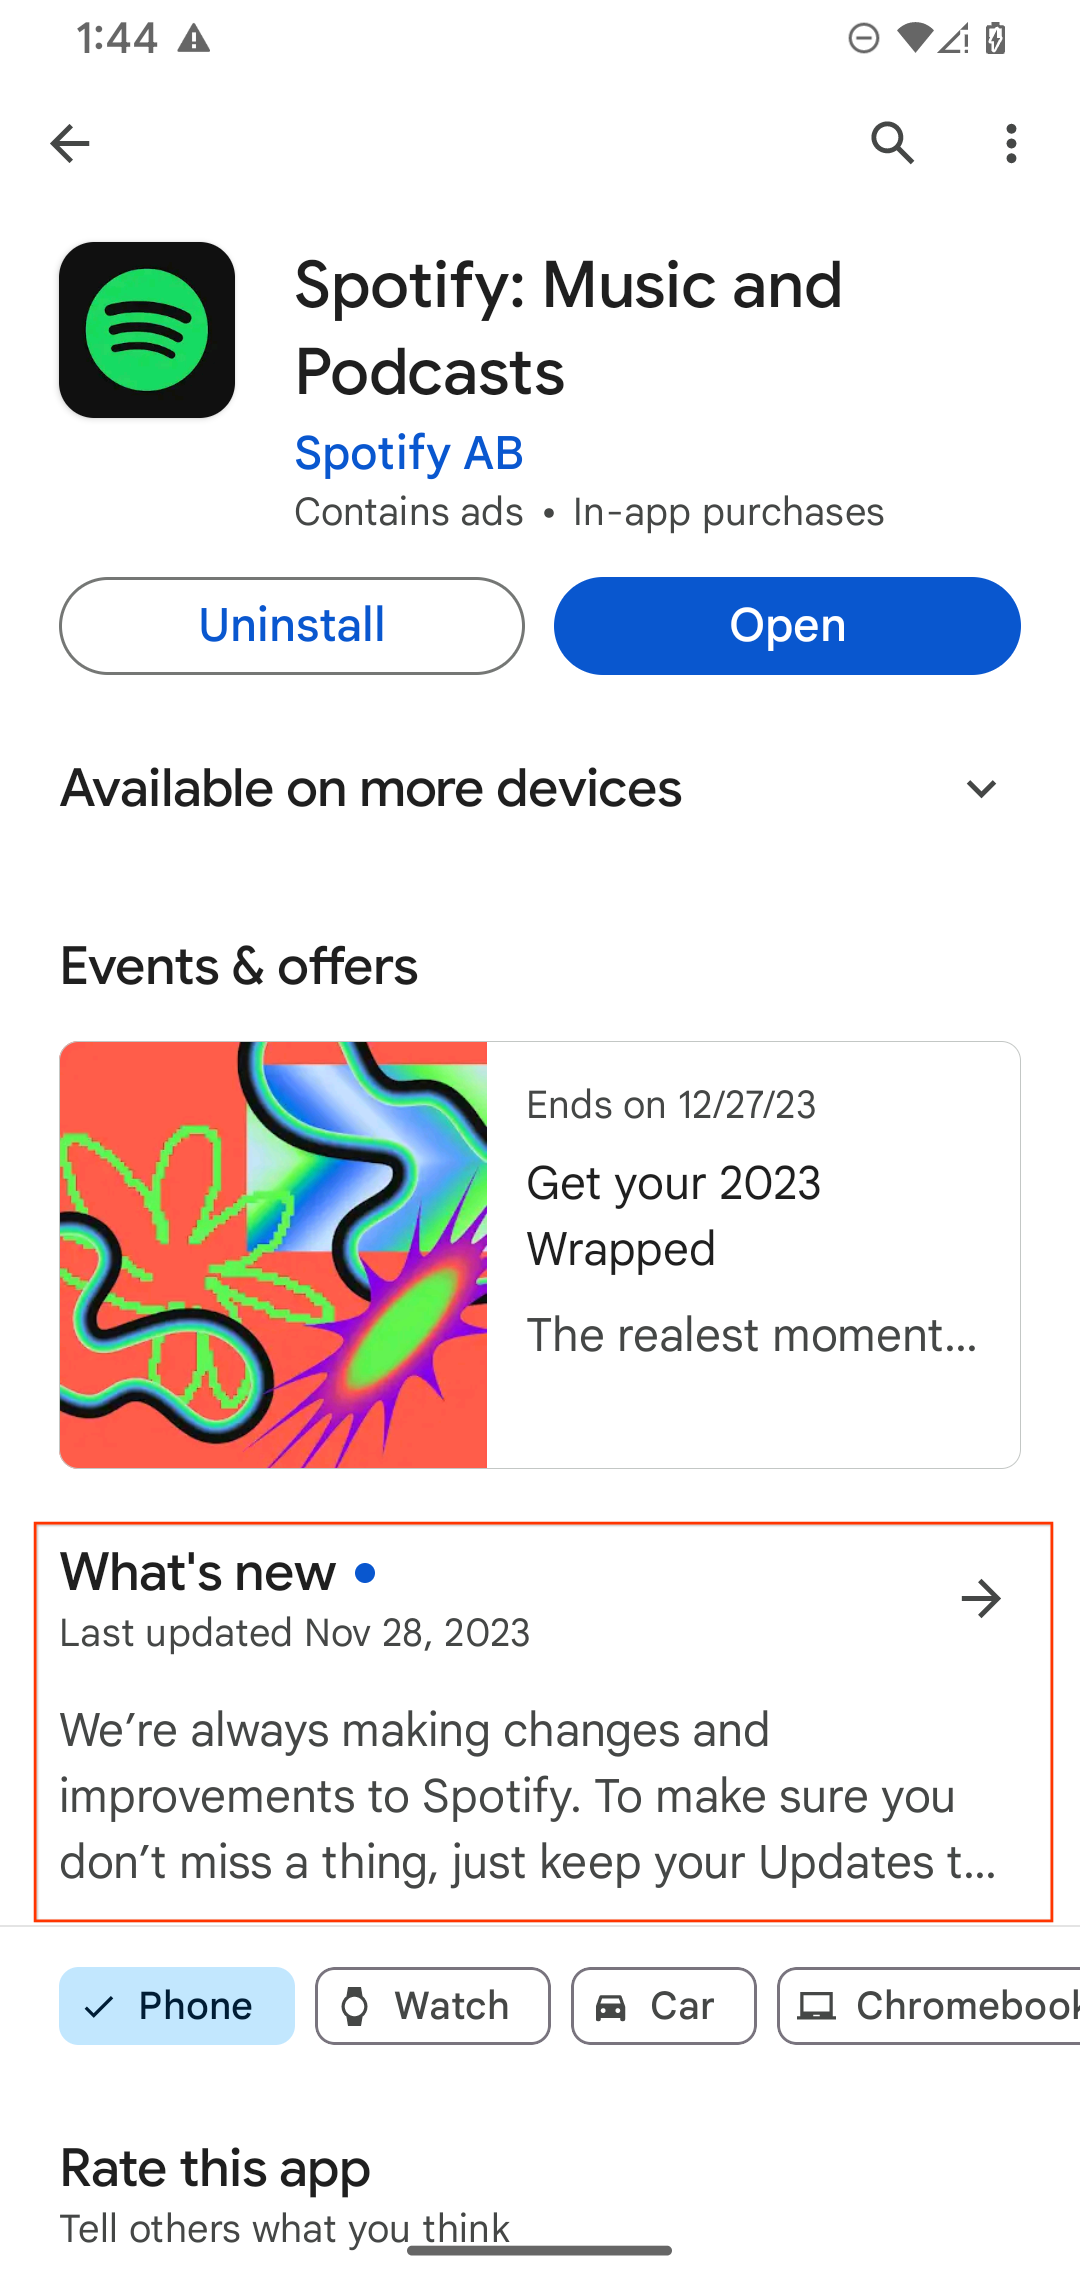 1:44
Spotify: Music and
Podcasts
Spotify AB
Contains ads • In-app purchases
Uninstall
Open
Available on more devices
Events & offers
Ends on 12/27/23
Get your 2023
Wrapped
The realest moment...
What's new
Last updated Nov 28, 2023
We’re always making changes and
improvements to Spotify. To make sure you
don’t miss a thing, just keep your Updates t...
Phone
Watch
Car
Chromebook
Rate this app
Tell others what you think